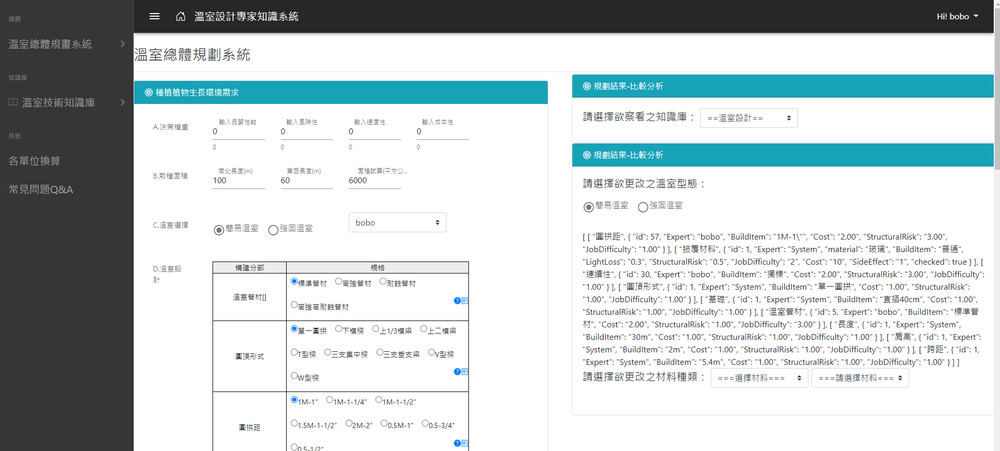 規劃
溫室總體規畫系統
知識庫
溫室技術知識庫
其他
各單位換算
常見問題Q&A
溫室設計專家知識系統
Hi! bobo
溫室總體規劃系統
種植植物生長環境需求
A.決策權重
輸入品質性能 輸入風險性 輸入速度性 輸入成本性
0 0 0 0
0 0 0 0
B.栽種面積
南北長度(m) 東西長度(m) 面積試算(平方公...
100 60 6000
C.溫室選擇
簡易溫室 強固溫室
bobo
D.溫室設
計
構建分部 規格
溫室管材[]
標準管材 高強管材 耐蝕管材
高強高耐蝕管材
圓頂形式
單一圓拱 下橫樑 上1/3橫梁 上二橫梁
T型樑 三支集中樑 三支垂支梁 V型樑
W型樑
圓拱距
1M-1" 1M-1-1/4" 1M-1-1/2"
1.5M-1-1/2" 2M-2" 0.5M-1" 0.5-3/4"
0.5-1/2"
規劃結果-比較分析
請選擇欲察看之知識庫：
==溫室設計==
規劃結果-比較分析
請選擇欲更改之溫室型態：
簡易溫室 強固溫室
[ [ "圓拱距", { "id": 57, "Expert": "bobo", "BuildItem": "1M-1\"", "Cost": "2.00", "StructuralRisk": "3.00",
"JobDifficulty": "1.00" } ], [ "披覆材料", { "id": 1, "Expert": "System", "material": "玻璃", "BuildItem": "普通",
"LightLoss": "0.3", "StructuralRisk": "0.5", "JobDifficulty": "2", "Cost": "10", "SideEffect": "1", "checked": true } ], [
"連續性", { "id": 30, "Expert": "bobo", "BuildItem": "獨棟", "Cost": "2.00", "StructuralRisk": "3.00", "JobDifficulty":
"1.00" } ], [ "圓頂形式", { "id": 1, "Expert": "System", "BuildItem": "單一圓拱", "Cost": "1.00", "StructuralRisk":
"1.00", "JobDifficulty": "1.00" } ], [ "基礎", { "id": 1, "Expert": "System", "BuildItem": "直插40cm", "Cost": "1.00",
"StructuralRisk": "1.00", "JobDifficulty": "1.00" } ], [ "溫室管材", { "id": 5, "Expert": "bobo", "BuildItem": "標準管
材", "Cost": "2.00", "StructuralRisk": "1.00", "JobDifficulty": "3.00" } ], [ "長度", { "id": 1, "Expert": "System",
"BuildItem": "30m", "Cost": "1.00", "StructuralRisk": "1.00", "JobDifficulty": "1.00" } ], [ "肩高", { "id": 1, "Expert":
"System", "BuildItem": "2m", "Cost": "1.00", "StructuralRisk": "1.00", "JobDifficulty": "1.00" } ], [ "跨距", { "id": 1,
"Expert": "System", "BuildItem": "5.4m", "Cost": "1.00", "StructuralRisk": "1.00", "JobDifficulty": "1.00" } ] ]
請選擇欲更改之材料種類：
===選擇材料=== ===請選擇材料===